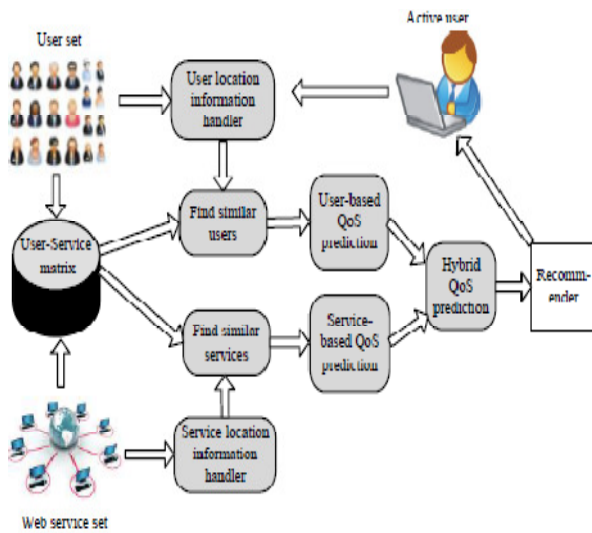 Active user
User set
User location
information
handler
Find similar
users
User-based
QoS
prediction
User-Service
matrix
Hybrid
QoS
prediction
Recomm-
ender
Find similar
services
Service-
based QoS
prediction
Service location
information
handler
Web service set